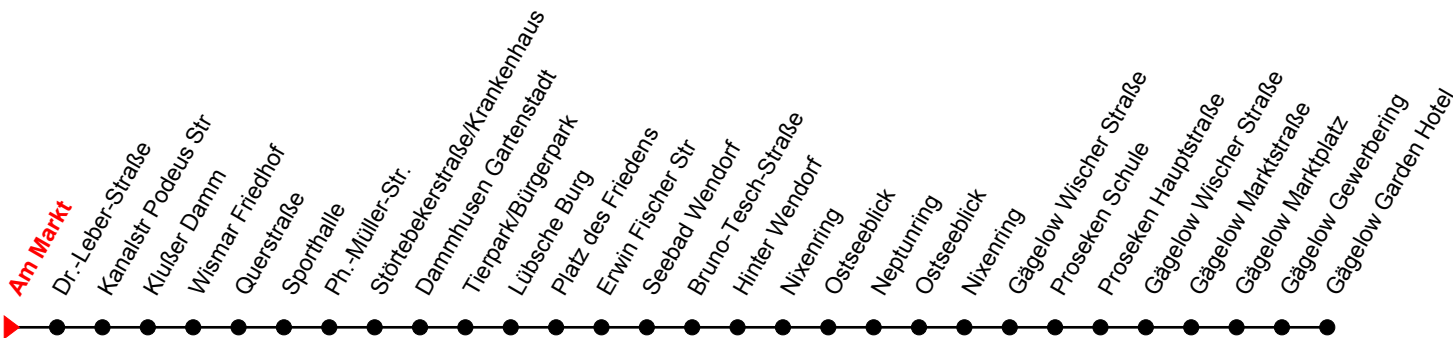 Am Markt
Dr.-Leber-Straße
Kanalstr Podeus Str
Klußer Damm
Wismar Friedhof
Querstraße
Sporthalle
Ph.-Müller-Str.
Störtebekerstraße/Krankenhaus
Dammhusen Gartenstadt
Tierpark/Bürgerpark
Lübsche Burg
Platz des Friedens
Erwin Fischer Str
Seebad Wendorf
Bruno-Tesch-Straße
Hinter Wendorf
Nixenring
Ostseeblick
Neptunring
Ostseeblick
Nixenring
Gägelow Wischer Straße
Proseken Schule
Proseken Hauptstraße
Gägelow Wischer Straße
Gägelow Marktstraße
Gägelow Marktplatz
Gägelow Gewerbering
Gägelow Garden Hotel